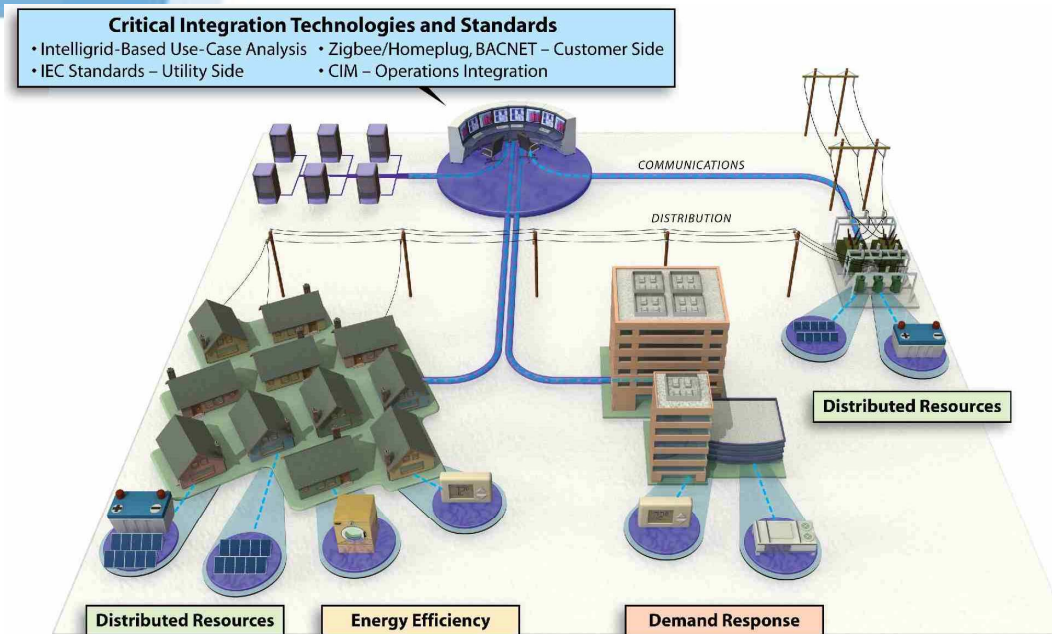 Critical Integration Technologies and Standards
• Intelligrid-Based Use-Case Analysis • Zigbee/Homeplug, BACNET – Customer Side
• IEC Standards – Utility Side • CIM – Operations Integration
COMMUNICATIONS
DISTRIBUTION
Distributed Resources
Distributed Resources
Energy Efficiency
Demand Response